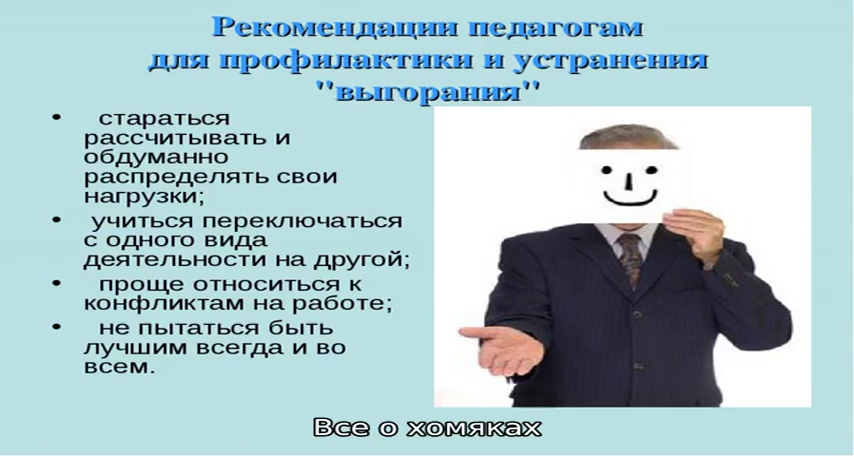 Рекомендации педагогам
для профилактики и устранения
"выгорания"
• стараться
рассчитывать и
обдуманно
распределять свои
нагрузки;
• учиться переключаться
с одного вида
деятельности на другой;
• проще относиться к
конфликтам на работе;
• не пытаться быть
лучшим всегда и во
всем.
Все о хомяках